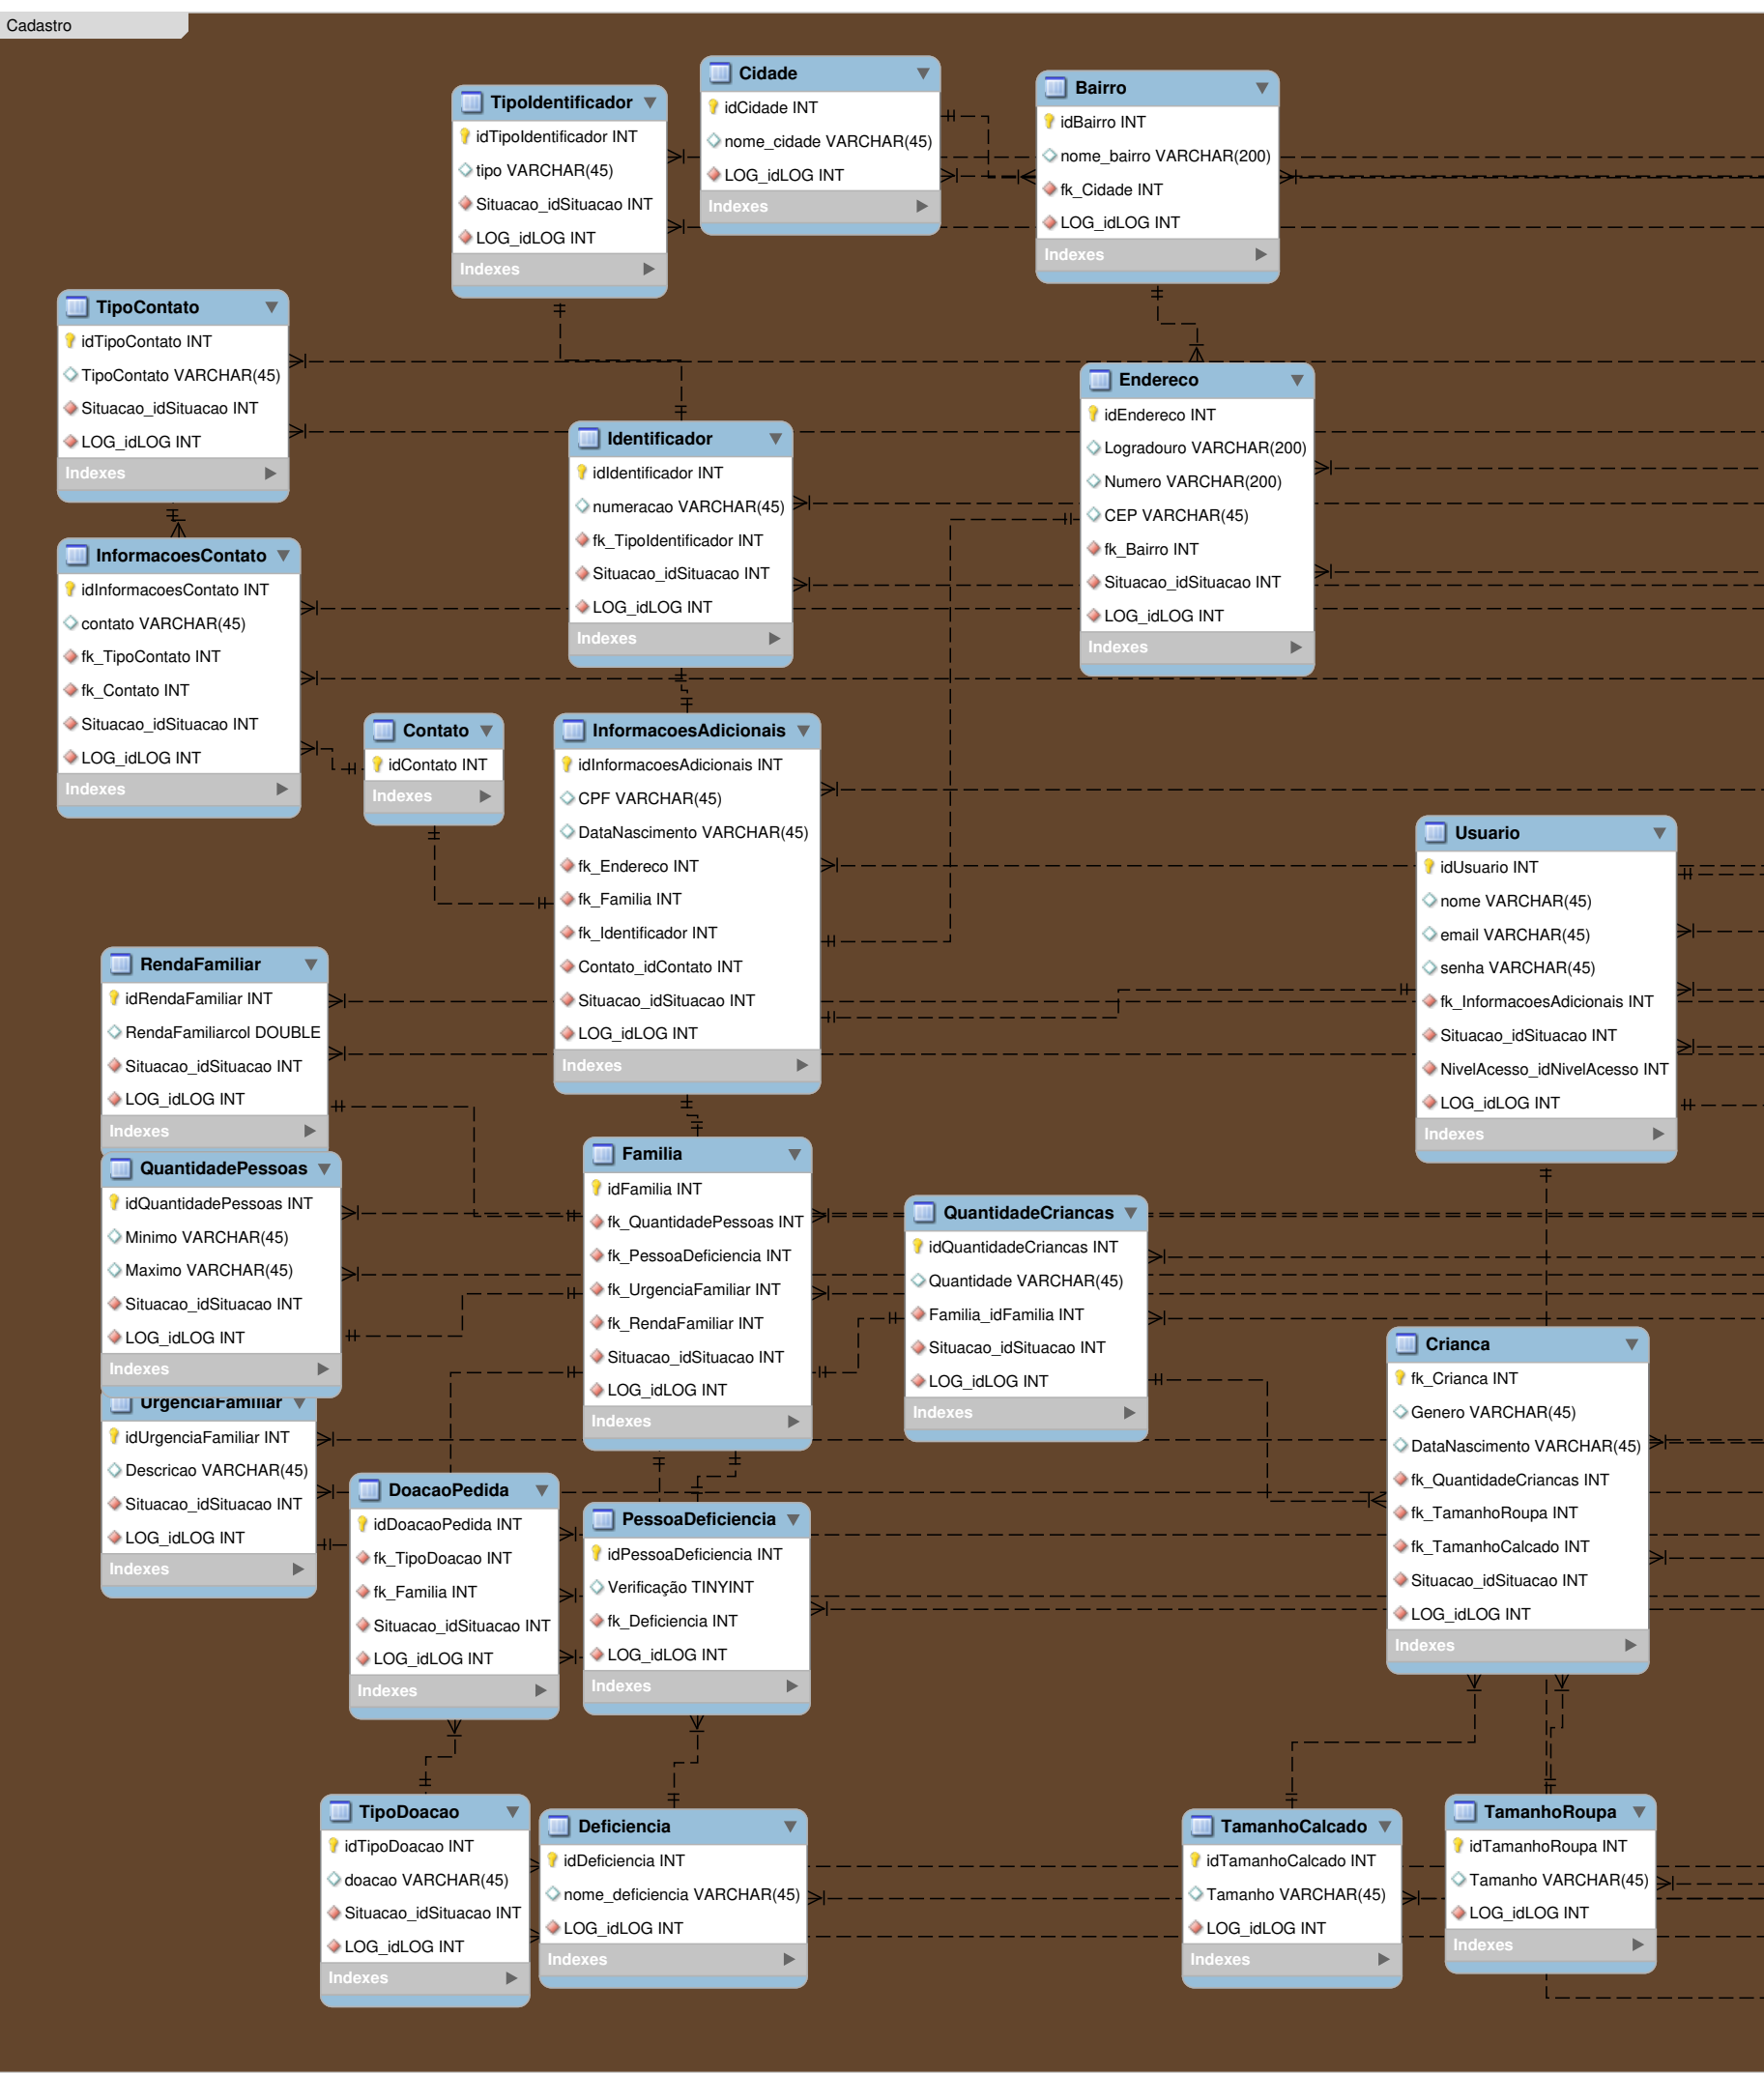 Cadastro
Cidade
idCidade INT
nome_cidade VARCHAR(45)
LOG_idLOG INT
Indexes
Bairro
idBairro INT
nome_bairro VARCHAR(200)
fk_Cidade INT
LOG_idLOG INT
Indexes
TipoIdentificador
idTipoIdentificador INT
tipo VARCHAR(45)
Situacao_idSituacao INT
LOG_idLOG INT
Indexes
TipoContato
idTipoContato INT
TipoContato VARCHAR(45)
Situacao_idSituacao INT
LOG_idLOG INT
Indexes
Endereco
idEndereco INT
Logradouro VARCHAR(200)
Numero VARCHAR(200)
CEP VARCHAR(45)
fk_Bairro INT
Situacao_idSituacao INT
LOG_idLOG INT
Indexes
Identificador
idIdentificador INT
numeracao VARCHAR(45)
fk_TipoIdentificador INT
Situacao_idSituacao INT
LOG_idLOG INT
Indexes
InformacoesContato
idInformacoesContato INT
contato VARCHAR(45)
fk_TipoContato INT
fk_Contato INT
Situacao_idSituacao INT
LOG_idLOG INT
Indexes
Contato
idContato INT
Indexes
InformacoesAdicionais
idInformacoesAdicionais INT
CPF VARCHAR(45)
DataNascimento VARCHAR(45)
fk_Endereco INT
fk_Familia INT
fk_Identificador INT
Contato_idContato INT
Situacao_idSituacao INT
LOG_idLOG INT
Indexes
Usuario
idUsuario INT
nome VARCHAR(45)
email VARCHAR(45)
senha VARCHAR(45)
fk_InformacoesAdicionais INT
Situacao_idSituacao INT
NivelAcesso_idNivelAcesso INT
LOG_idLOG INT
Indexes
RendaFamiliar
idRendaFamiliar INT
RendaFamiliarcol DOUBLE
Situacao_idSituacao INT
LOG_idLOG INT
Indexes
QuantidadePessoas
idQuantidadePessoas INT
Minimo VARCHAR(45)
Maximo VARCHAR(45)
Situacao_idSituacao INT
LOG_idLOG INT
Indexes
UrgenciaFamiliar
idUrgenciaFamiliar INT
Descricao VARCHAR(45)
Situacao_idSituacao INT
LOG_idLOG INT
Indexes
Familia
idFamilia INT
fk_QuantidadePessoas INT
fk_PessoaDeficiencia INT
fk_UrgenciaFamiliar INT
fk_RendaFamiliar INT
Situacao_idSituacao INT
LOG_idLOG INT
Indexes
QuantidadeCriancas
idQuantidadeCriancas INT
Quantidade VARCHAR(45)
Familia_idFamilia INT
Situacao_idSituacao INT
LOG_idLOG INT
Indexes
Crianca
fk_Crianca INT
Genero VARCHAR(45)
DataNascimento VARCHAR(45)
fk_QuantidadeCriancas INT
fk_TamanhoRoupa INT
fk_TamanhoCalcado INT
Situacao_idSituacao INT
LOG_idLOG INT
Indexes
DoacaoPedida
idDoacaoPedida INT
fk_TipoDoacao INT
fk_Familia INT
Situacao_idSituacao INT
LOG_idLOG INT
Indexes
PessoaDeficiencia
idPessoaDeficiencia INT
Verificação TINYINT
fk_Deficiencia INT
LOG_idLOG INT
Indexes
TipoDoacao
idTipoDoacao INT
doacao VARCHAR(45)
Situacao_idSituacao INT
LOG_idLOG INT
Indexes
Deficiencia
idDeficiencia INT
nome_deficiencia VARCHAR(45)
LOG_idLOG INT
Indexes
TamanhoCalcado
idTamanhoCalcado INT
Tamanho VARCHAR(45)
LOG_idLOG INT
Indexes
TamanhoRoupa
idTamanhoRoupa INT
Tamanho VARCHAR(45)
LOG_idLOG INT
Indexes